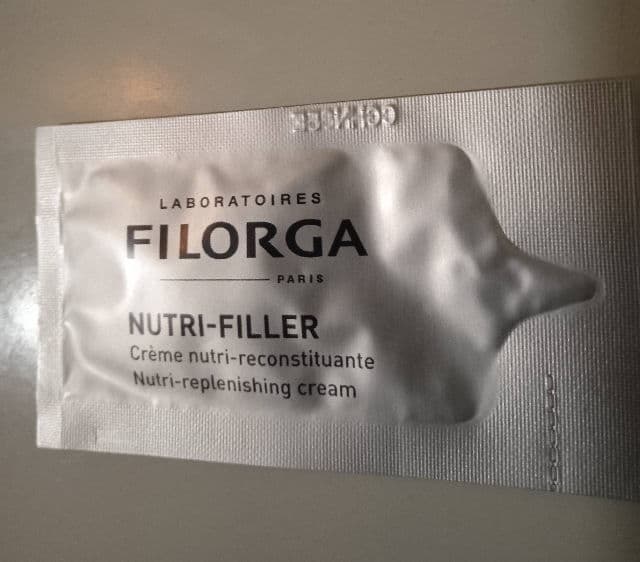 LABORATOIRES
FILORGA
PARIS
NUTRI-FILLER
Crème nutri-reconstituante
Nutri-replenishing cream